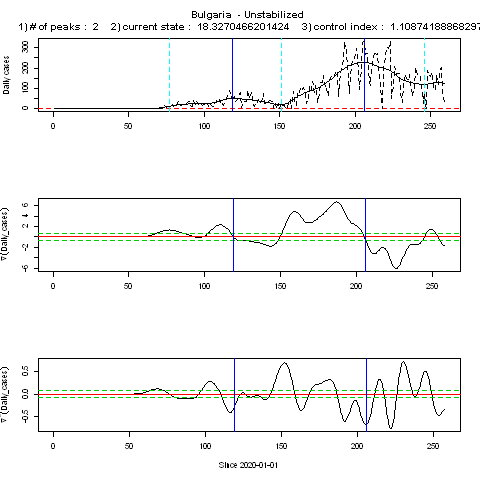 Bulgaria - Unstabilized
1) # of peaks : 2 2) current state : 18.3270466201424 3) control index : 1.10874188868297
Daily_cases
300
200
100
0
0 50 100 150 200 250
∇(Daily_cases)
6
4
2
-2
-6
0 50 100 150 200 250
∇(Daily_cases)
0.5
0.0
-0.5
0 50 100 150 200 250
Since 2020-01-01